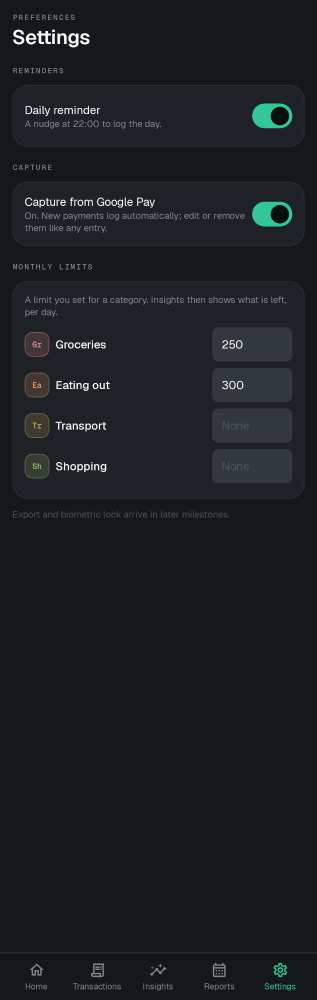 PREFERENCES
Settings
REMINDERS
Daily reminder
A nudge at 22:00 to log the day.
CAPTURE
Capture from Google Pay
On. New payments log automatically; edit or remove
them like any entry.
MONTHLY LIMITS
A limit you set for a category. Insights then shows what is left,
per day.
Gr Groceries 250
Ea Eating out 300
Tr Transport None
Sh Shopping None
Export and biometric lock arrive in later milestones.
Home Transactions Insights Reports Settings